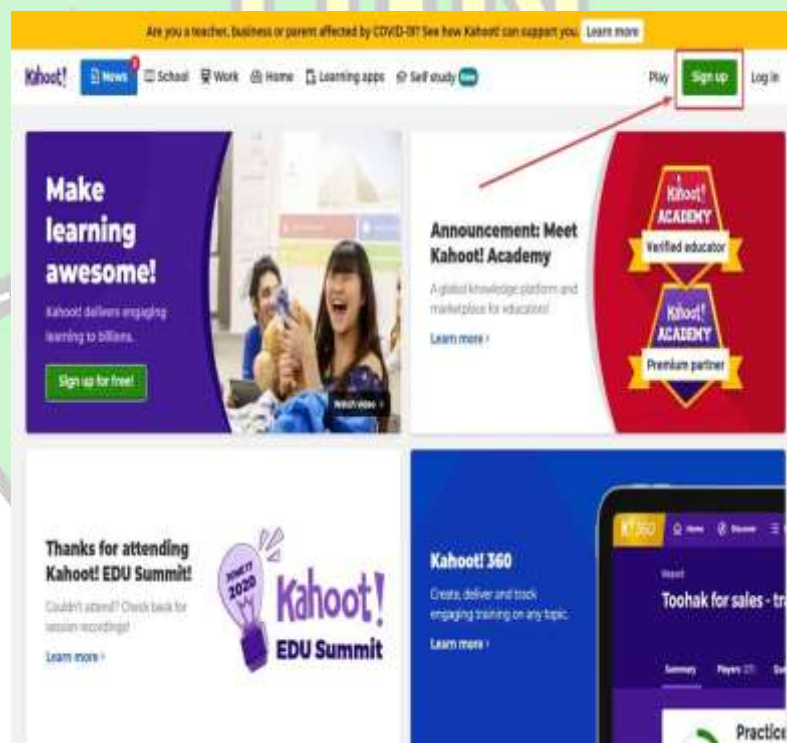 Are you a teacher, business or parent affected by COVID-19? See how Kahoot! can support you. Learn more
Kahoot! News School Work Home Learning apps Self study New Play Sign up Log in
Make
learning
awesome!
Kahoot! delivers engaging
learning to billions.
Sign up for free!
Watch video
Announcement: Meet
Kahoot! Academy
A global knowledge platform and
marketplace for educators!
Learn more ›
Kahoot!
ACADEMY
Verified educator
Kahoot!
ACADEMY
Premium partner
Thanks for attending
Kahoot! EDU Summit!
Couldn't attend? Check back for
session recordings!
Learn more ›
2020
Kahoot!
EDU Summit
Kahoot! 360
Create, deliver and track
engaging training on any topic.
Learn more ›
K! 360 Home Discover
Report
Toohak for sales - tra
Summary Players
Practice